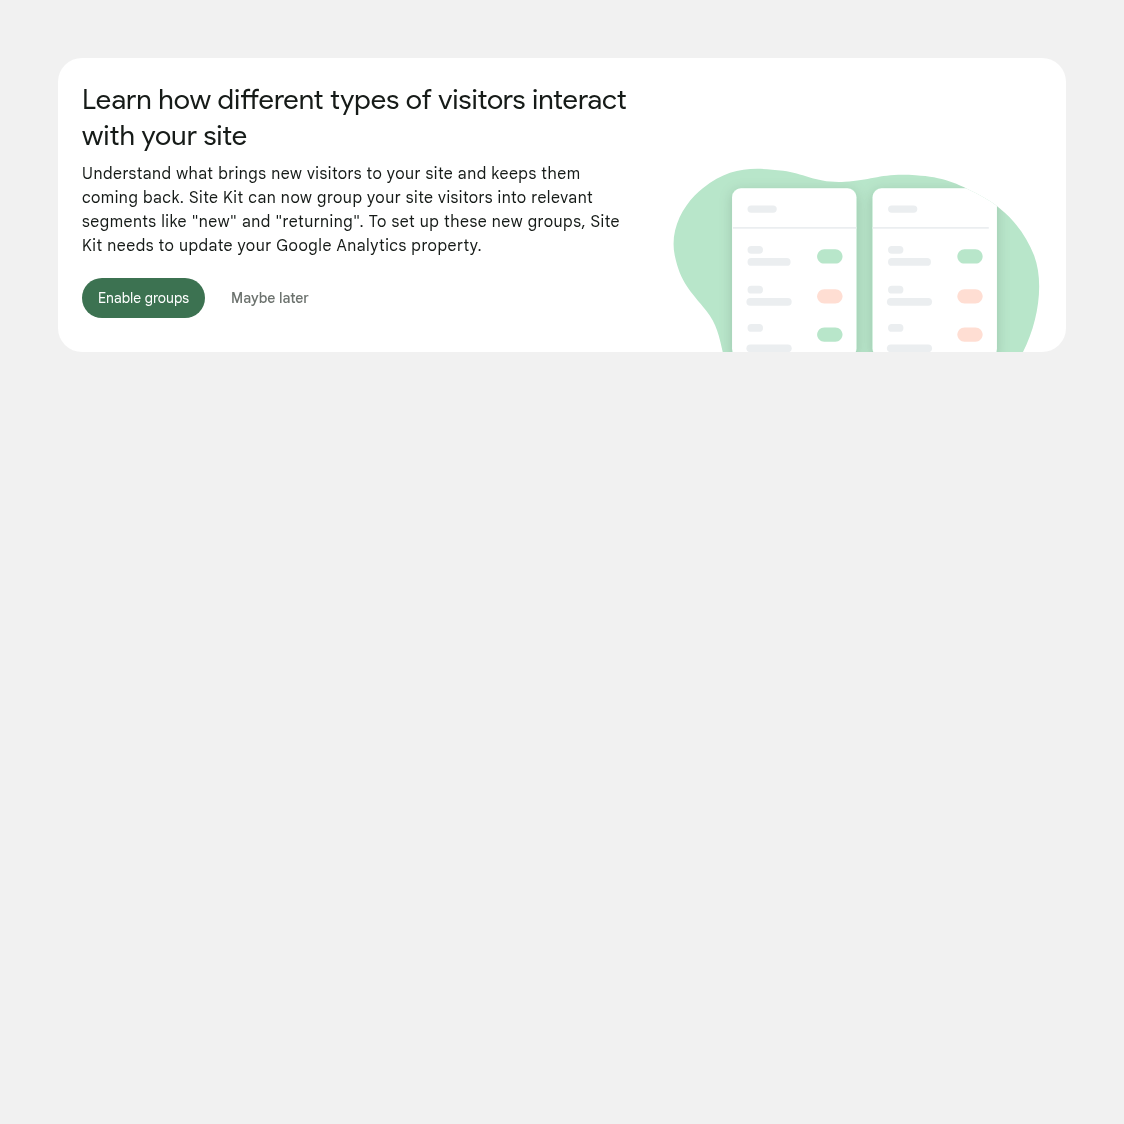 Learn how different types of visitors interact
with your site
Understand what brings new visitors to your site and keeps them
coming back. Site Kit can now group your site visitors into relevant
segments like "new" and "returning". To set up these new groups, Site
Kit needs to update your Google Analytics property.
Enable groups
Maybe later